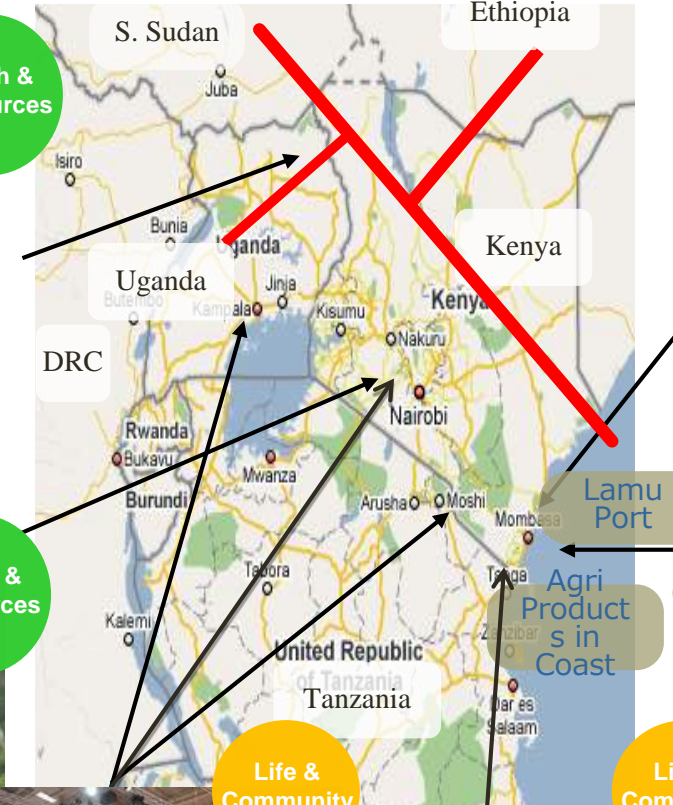 S. Sudan
Ethiopia
h &
urces
Juba
Isiro
Bunia
Uganda
Uganda
Kenya
Butembo
Kampala
Jinja
Kisumu
Kenya
Nakuru
DRC
Nairobi
Rwanda
Bukavu
Mwanza
Burundi
Arusha
Moshi
Lamu
Port
Mombasa
&
ces
Tabora
Tanga
Agri
Product
s in
Coast
Kalemi
Zanzibar
United Republic
of Tanzania
Tanzania
Dar es
Salaam
Life &
Community
Li
Com